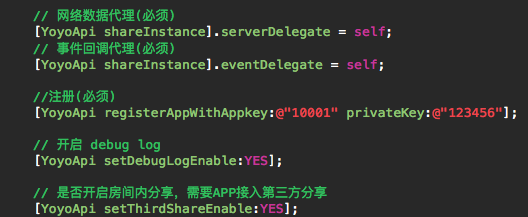 // 网络数据代理(必须)
[YoyoApi shareInstance].serverDelegate = self;
// 事件回调代理(必须)
[YoyoApi shareInstance].eventDelegate = self;
//注册(必须)
[YoyoApi registerAppWithAppkey:@"10001" privateKey:@"123456"];
// 开启 debug log
[YoyoApi setDebugLogEnable:YES];
// 是否开启房间内分享，需要APP接入第三方分享
[YoyoApi setThirdShareEnable:YES];